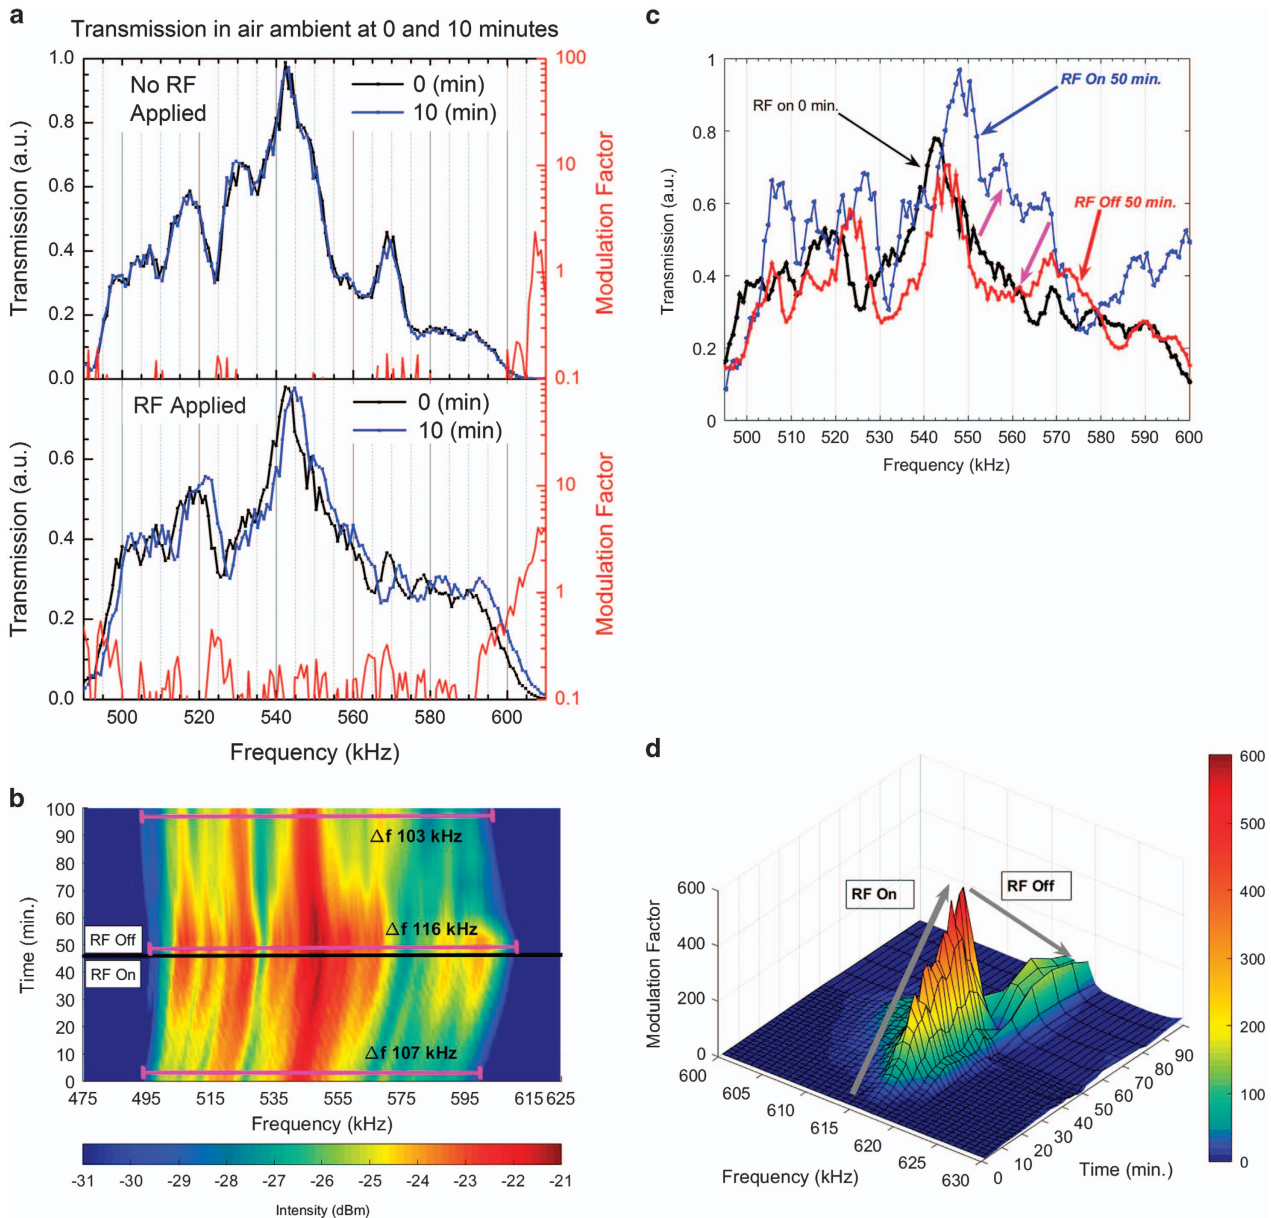 a
Transmission in air ambient at 0 and 10 minutes
No RF
Applied
0 (min)
10 (min)
Transmission (a.u.)
1.0
0.8
0.6
0.4
0.2
0.0
100
10
1
0.1
Modulation Factor
RF Applied
0 (min)
10 (min)
Transmission (a.u.)
0.6
0.4
0.2
0.0
10
1
0.1
Modulation Factor
500 520 540 560 580 600
Frequency (kHz)
b
100
90
80
70
60
50
40
30
20
10
0
Time (min.)
RF Off
RF On
Δf 103 kHz
Δf 116 kHz
Δf 107 kHz
475 495 515 535 555 575 595 615 625
Frequency (kHz)
-31 -30 -29 -28 -27 -26 -25 -24 -23 -22 -21
Intensity (dBm)
c
1
0.8
0.6
0.4
0.2
0
Transmission (a.u.)
RF on 0 min.
RF On 50 min.
RF Off 50 min.
500 510 520 530 540 550 560 570 580 590 600
Frequency (kHz)
d
RF On
RF Off
Modulation Factor
600
400
200
0
600
605
610
615
620
625
630
Frequency (kHz)
0 10 20 30 40 50 60 70 80 90
Time (min.)
600
500
400
300
200
100
0